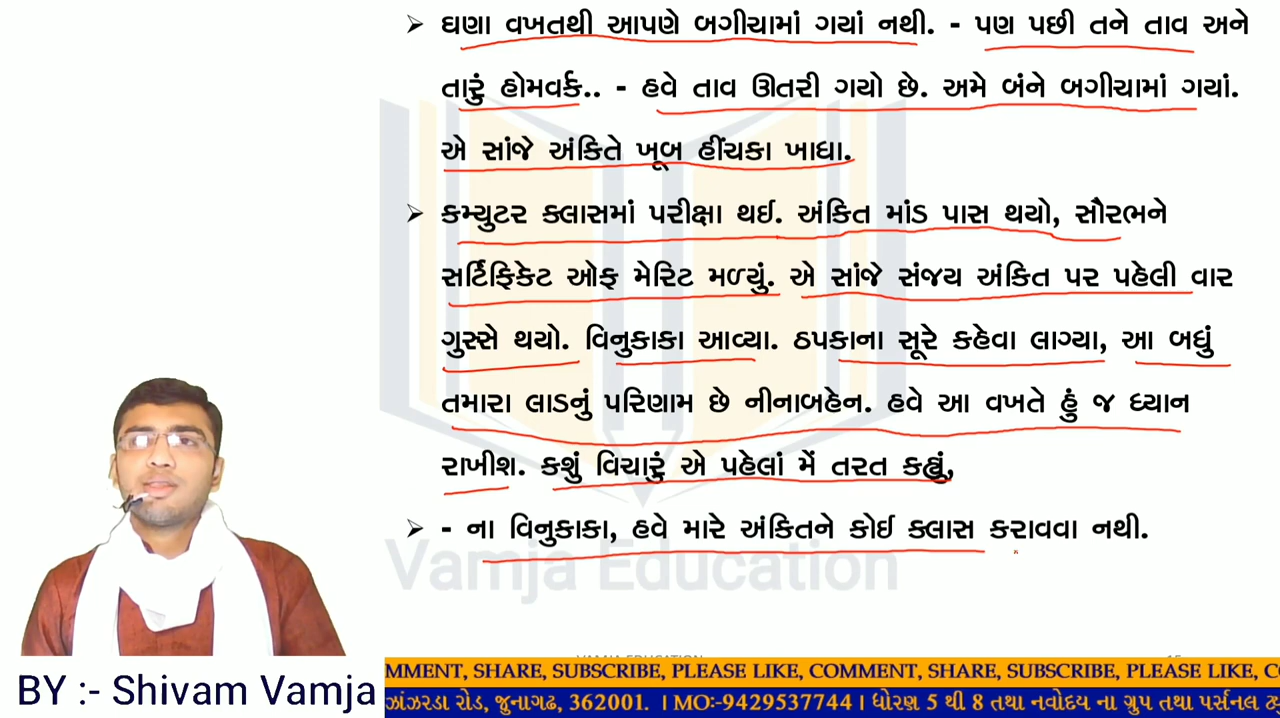 ➢ ઘણા વખતથી આપણે બગીચામાં ગયાં નથી. - પણ પછી તને તાવ અને
તારું હોમવર્ક.. - હવે તાવ ઊતરી ગયો છે. અમે બંને બગીચામાં ગયાં.
એ સાંજે અંકિતે ખૂબ હીંચકા ખાધા.
➢ કમ્યુટર ક્લાસમાં પરીક્ષા થઈ. અંકિત માંડ પાસ થયો, સૌરભને
સર્ટિફિકેટ ઓફ મેરિટ મળ્યું. એ સાંજે સંજય અંકિત પર પહેલી વાર
ગુસ્સે થયો. વિનુકાકા આવ્યા. ઠપકાના સૂરે કહેવા લાગ્યા, આ બધું
તમારા લાડનું પરિણામ છે નીનાબહેન. હવે આ વખતે હું જ ધ્યાન
રાખીશ. કશું વિચારું એ પહેલાં મેં તરત કહ્યું,
➢ - ના વિનુકાકા, હવે મારે અંકિતને કોઈ ક્લાસ કરાવવા નથી.
Vamja Education
VAMJA EDUCATION 15
BY :- Shivam Vamja
MMENT, SHARE, SUBSCRIBE, PLEASE LIKE, COMMENT, SHARE, SUBSCRIBE, PLEASE LIKE, CO
ઝાંઝરડા રોડ, જુનાગઢ, 362001. । MO:-9429537744 | ધોરણ 5 થી 8 તથા નવોદય ના ગ્રુપ તથા પર્સનલ